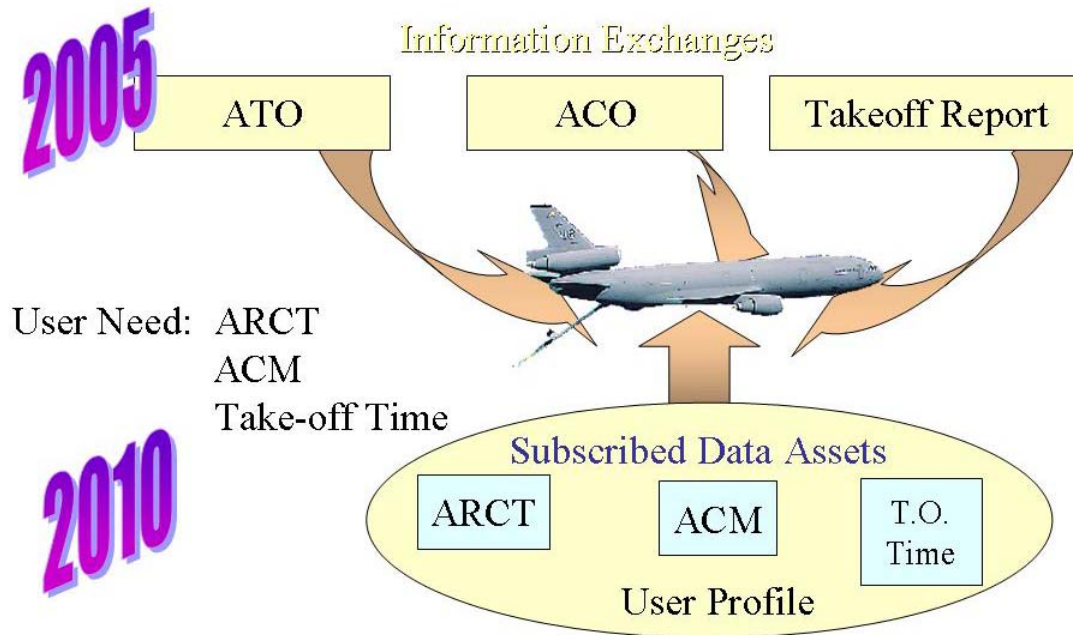 2005
Information Exchanges
ATO
ACO
Takeoff Report
User Need: ARCT
ACM
Take-off Time
2010
Subscribed Data Assets
ARCT
ACM
T.O.
Time
User Profile